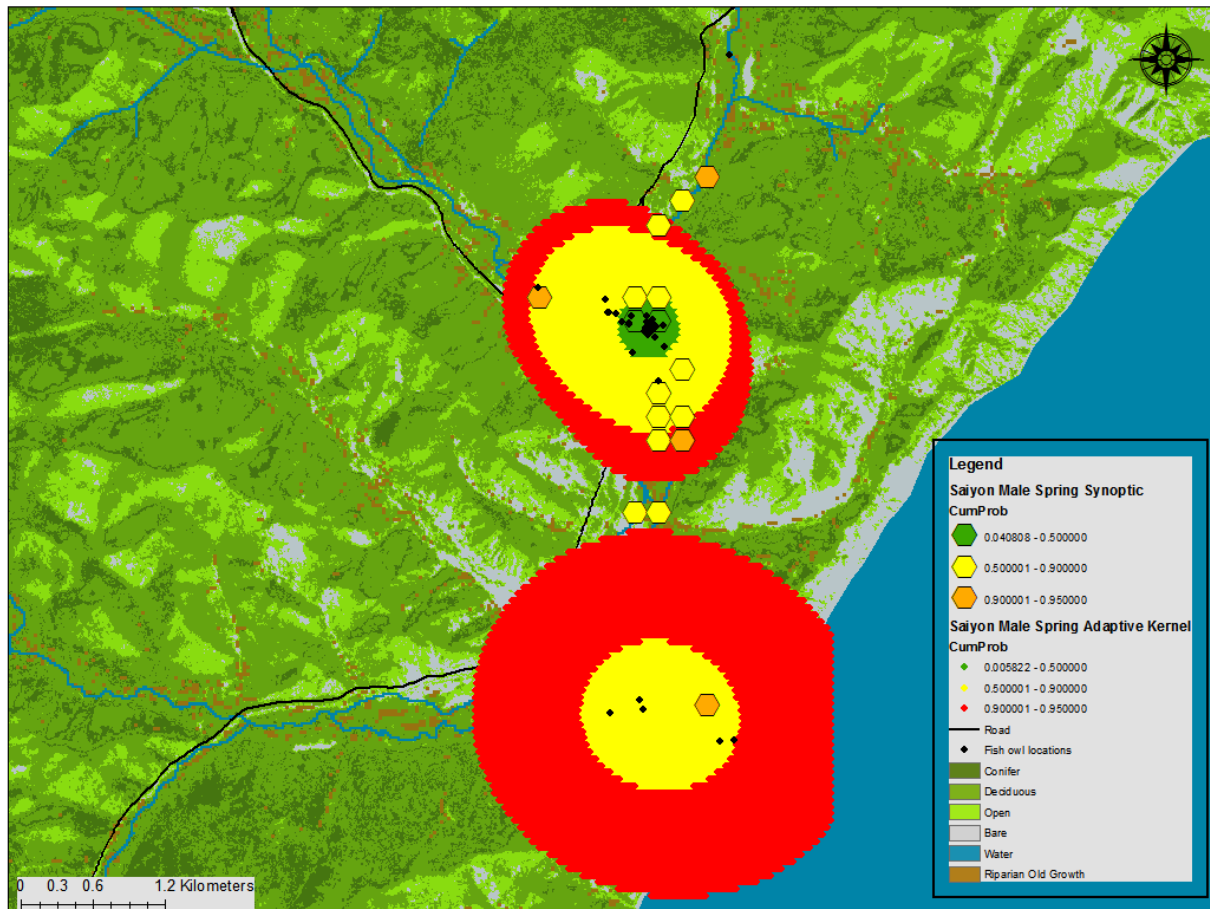 Legend
Saiyon Male Spring Synoptic
CumProb
0.040808 - 0.500000
0.500001 - 0.900000
0.900001 - 0.950000
Saiyon Male Spring Adaptive Kernel
CumProb
0.005822 - 0.500000
0.500001 - 0.900000
0.900001 - 0.950000
Road
Fish owl locations
Conifer
Deciduous
Open
Bare
Water
Riparian Old Growth
0 0.3 0.6 1.2 Kilometers